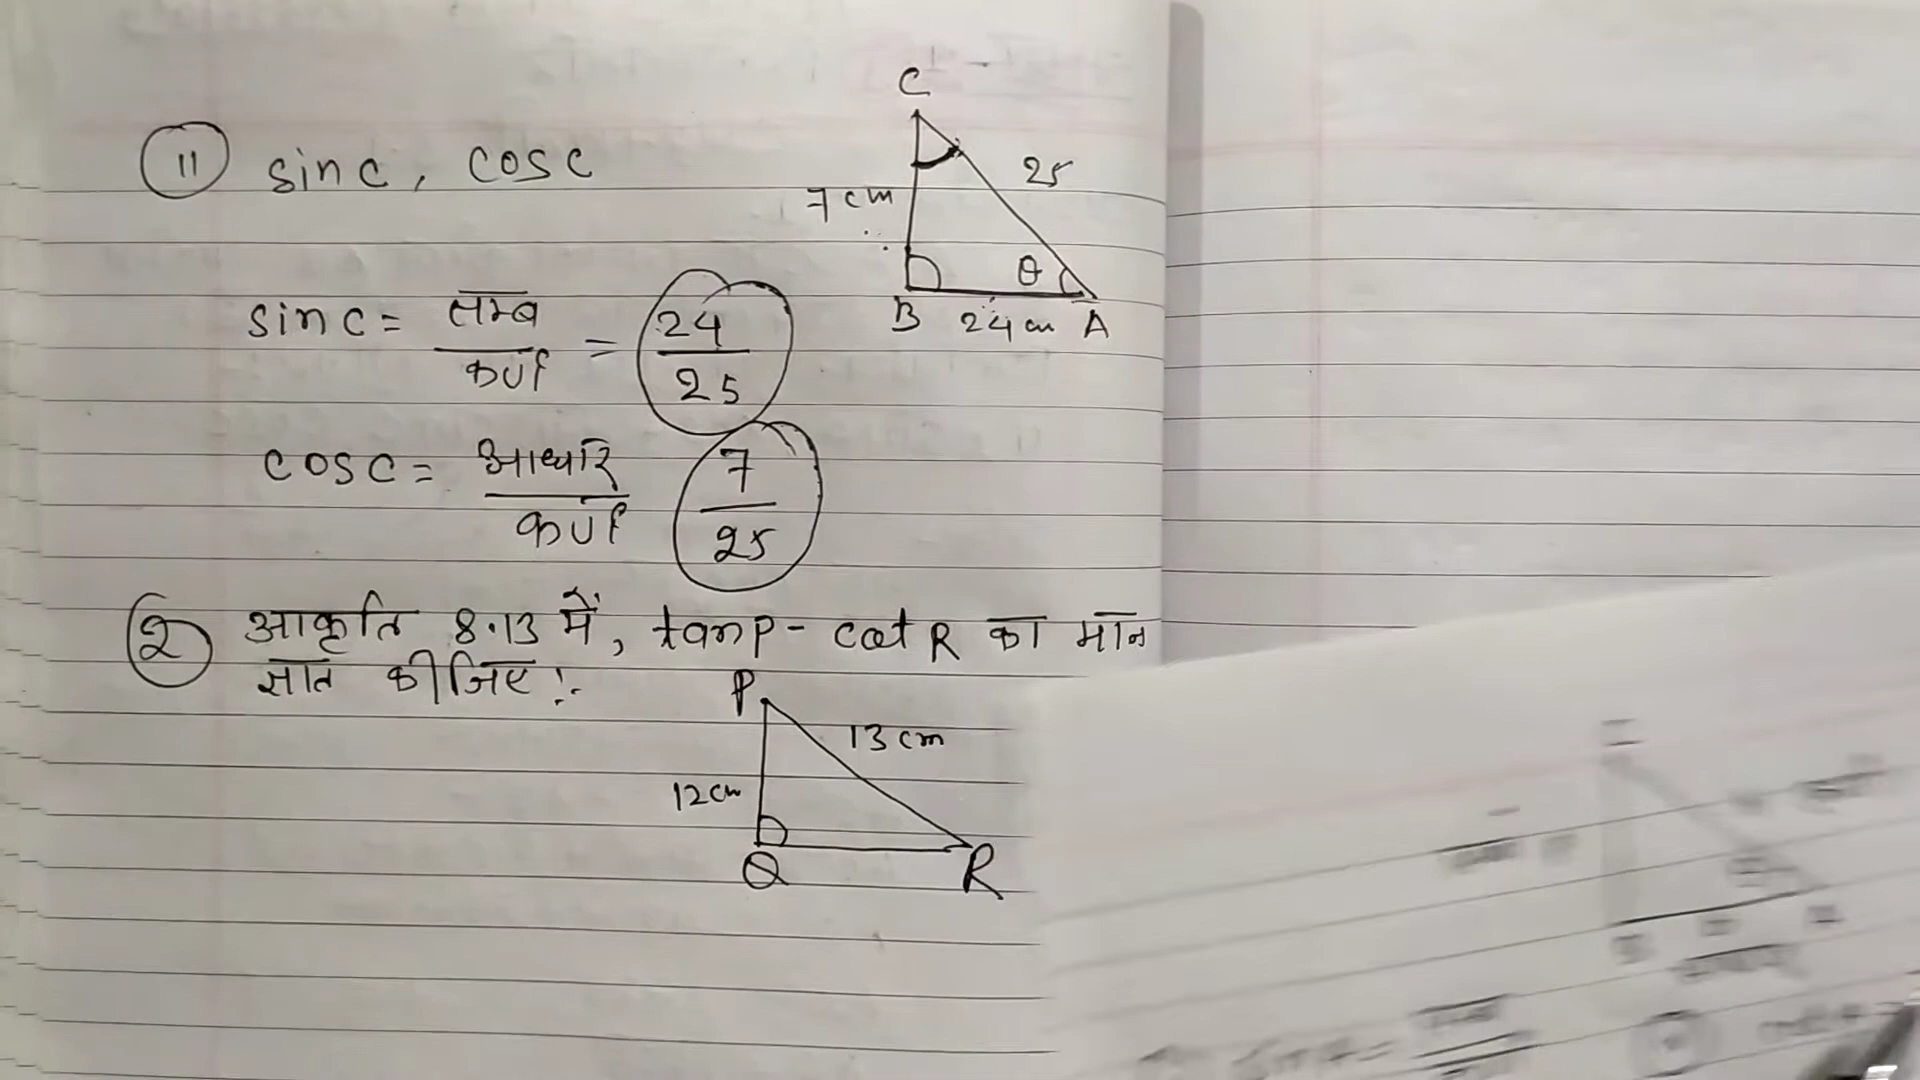 11 sin C, cos C
C
7 cm
25
θ
B 24 cm A
sin C = लम्ब / कर्ण = 24 / 25
cos C = आधार / कर्ण 7 / 25
2 आकृति 8.13 में, tan P - cot R का मान
ज्ञात कीजिए :-
P
13 cm
12 cm
Q R